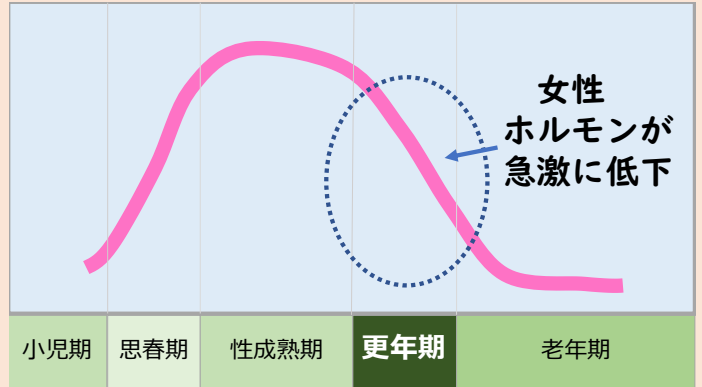 女性
ホルモンが
急激に低下
小児期
思春期
性成熟期
更年期
老年期